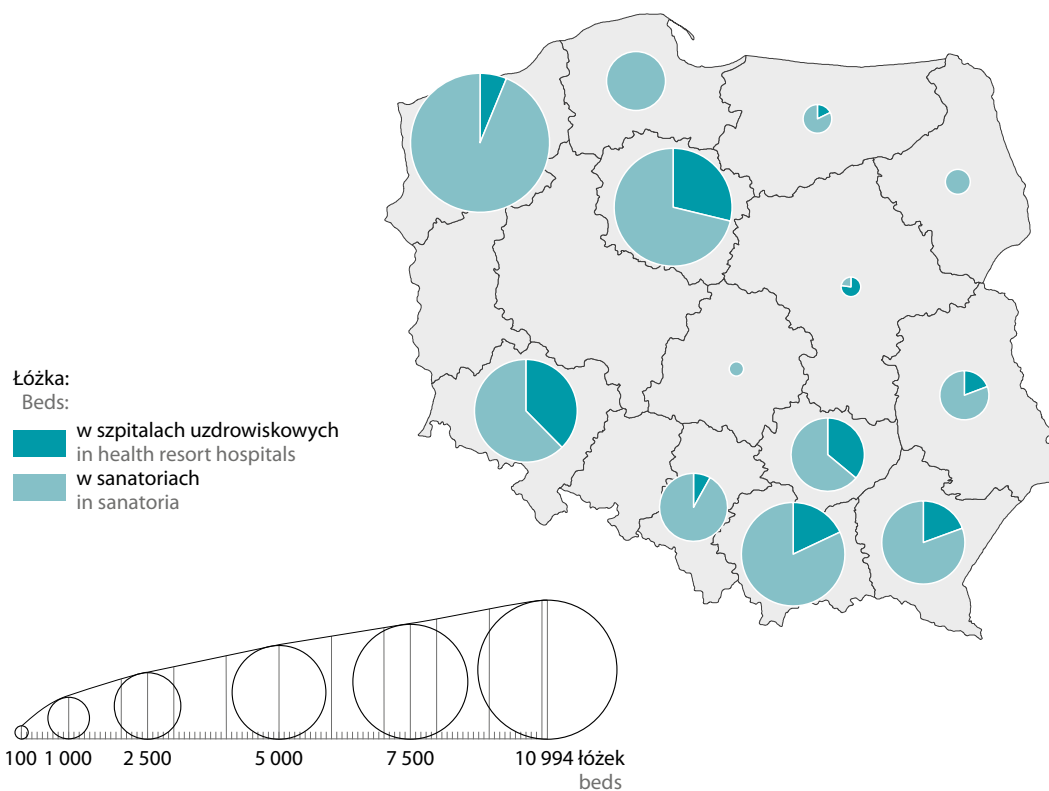 Łóżka:
Beds:
w szpitalach uzdrowiskowych
in health resort hospitals
w sanatoriach
in sanatoria
100 1 000 2 500 5 000 7 500 10 994 łóżek
beds